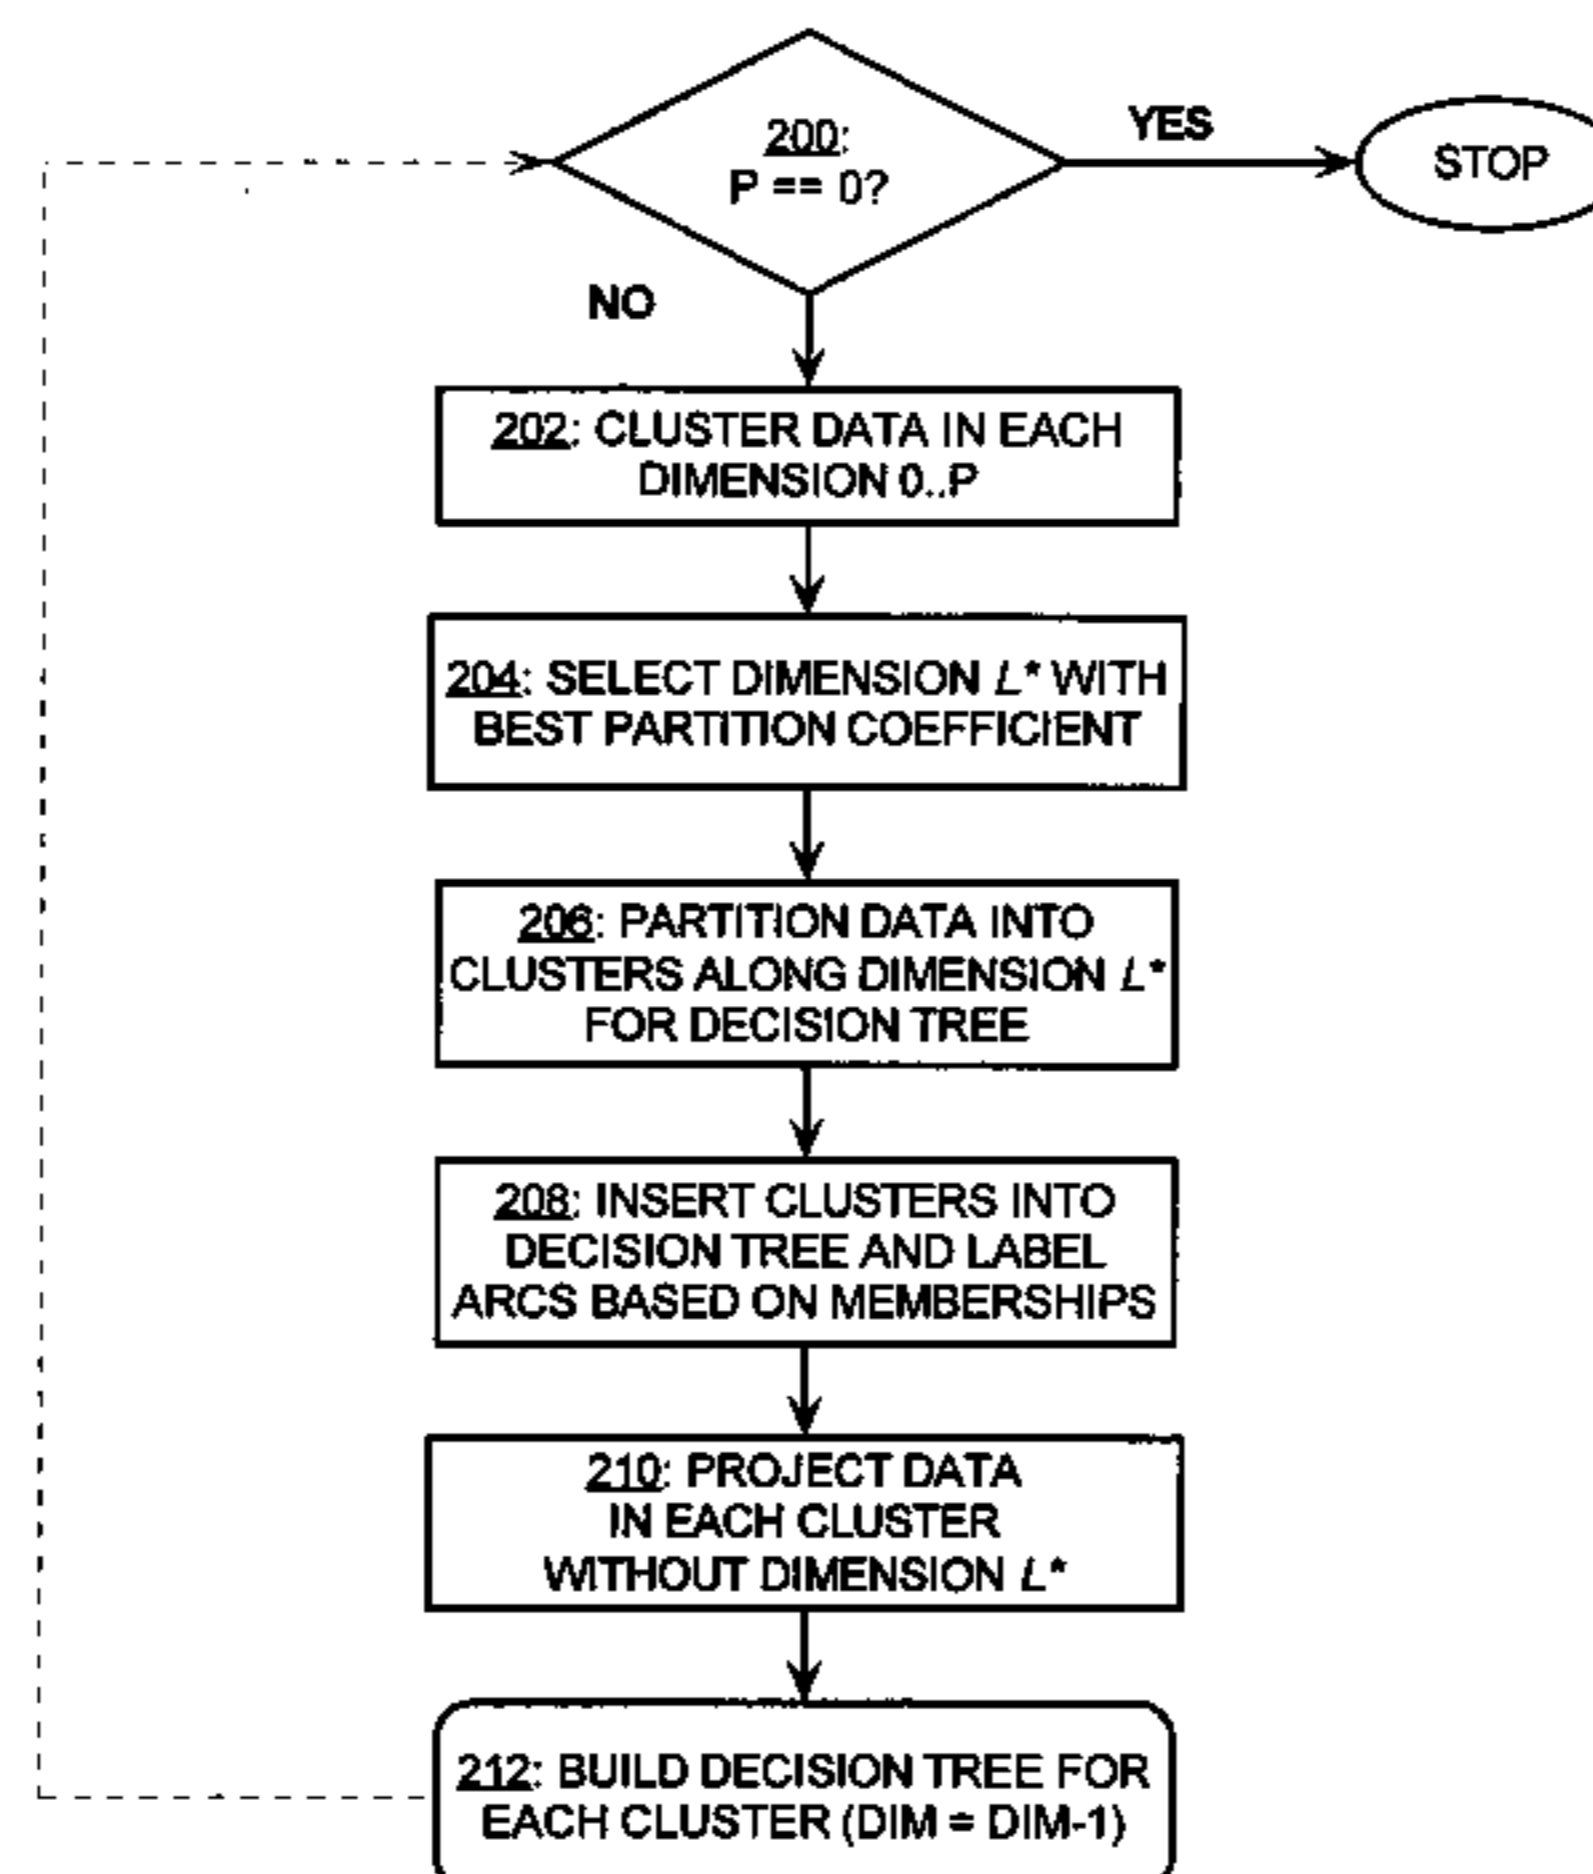 200:
P == 0?
YES
STOP
NO
202: CLUSTER DATA IN EACH
DIMENSION 0..P
204: SELECT DIMENSION L* WITH
BEST PARTITION COEFFICIENT
206: PARTITION DATA INTO
CLUSTERS ALONG DIMENSION L*
FOR DECISION TREE
208: INSERT CLUSTERS INTO
DECISION TREE AND LABEL
ARCS BASED ON MEMBERSHIPS
210: PROJECT DATA
IN EACH CLUSTER
WITHOUT DIMENSION L*
212: BUILD DECISION TREE FOR
EACH CLUSTER (DIM = DIM-1)